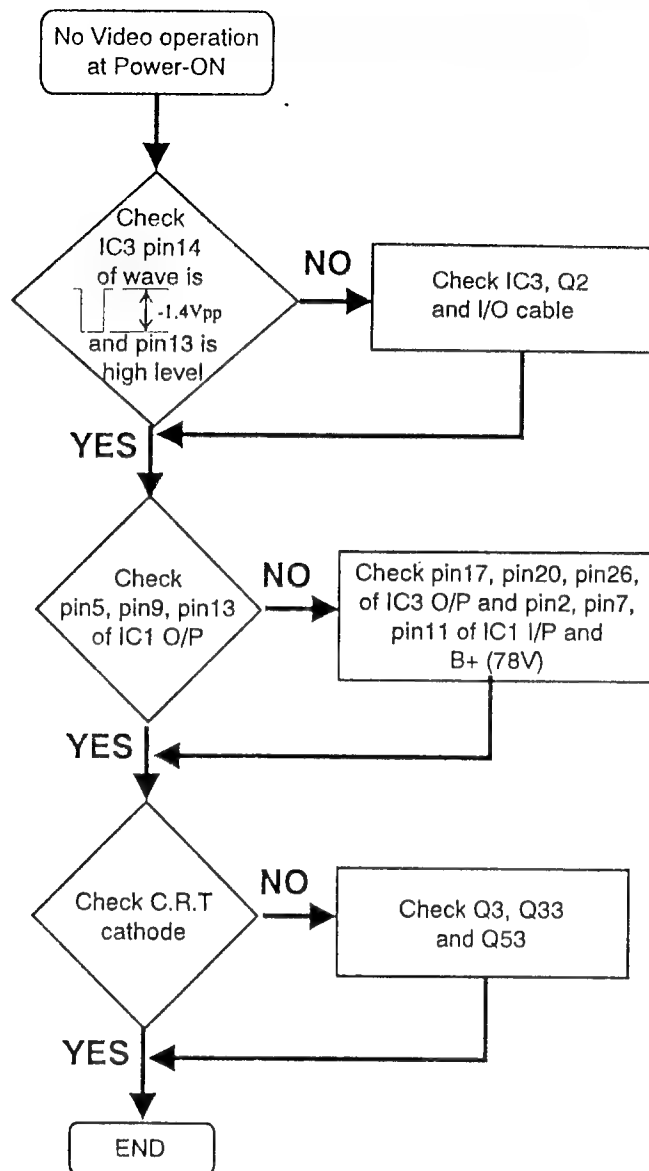 No Video operation
at Power-ON
Check
IC3 pin14
of wave is
-1.4Vpp
and pin13 is
high level
NO
Check IC3, Q2
and I/O cable
YES
Check
pin5, pin9, pin13
of IC1 O/P
NO
Check pin17, pin20, pin26,
of IC3 O/P and pin2, pin7,
pin11 of IC1 I/P and
B+ (78V)
YES
Check C.R.T
cathode
NO
Check Q3, Q33
and Q53
YES
END